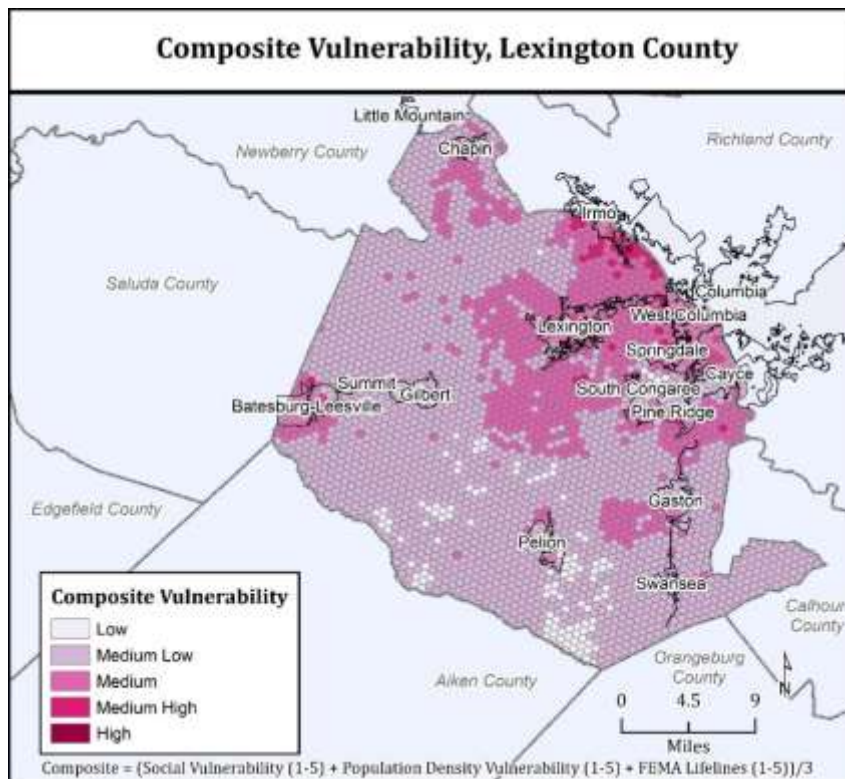 Composite Vulnerability, Lexington County
Little Mountain
Newberry County
Richland County
Chapin
Irmo
Saluda County
Columbia
Lexington
West Columbia
Springdale
Summit
Gilbert
South Congaree
Cayce
Batesburg-Leesville
Pine Ridge
Edgefield County
Gaston
Pelion
Swansea
Composite Vulnerability
Low
Medium Low
Medium
Medium High
High
Calhoun
County
Aiken County
Orangeburg
County
N
0 4.5 9
Miles
Composite = (Social Vulnerability (1-5) + Population Density Vulnerability (1-5) + FEMA Lifelines (1-5))/3